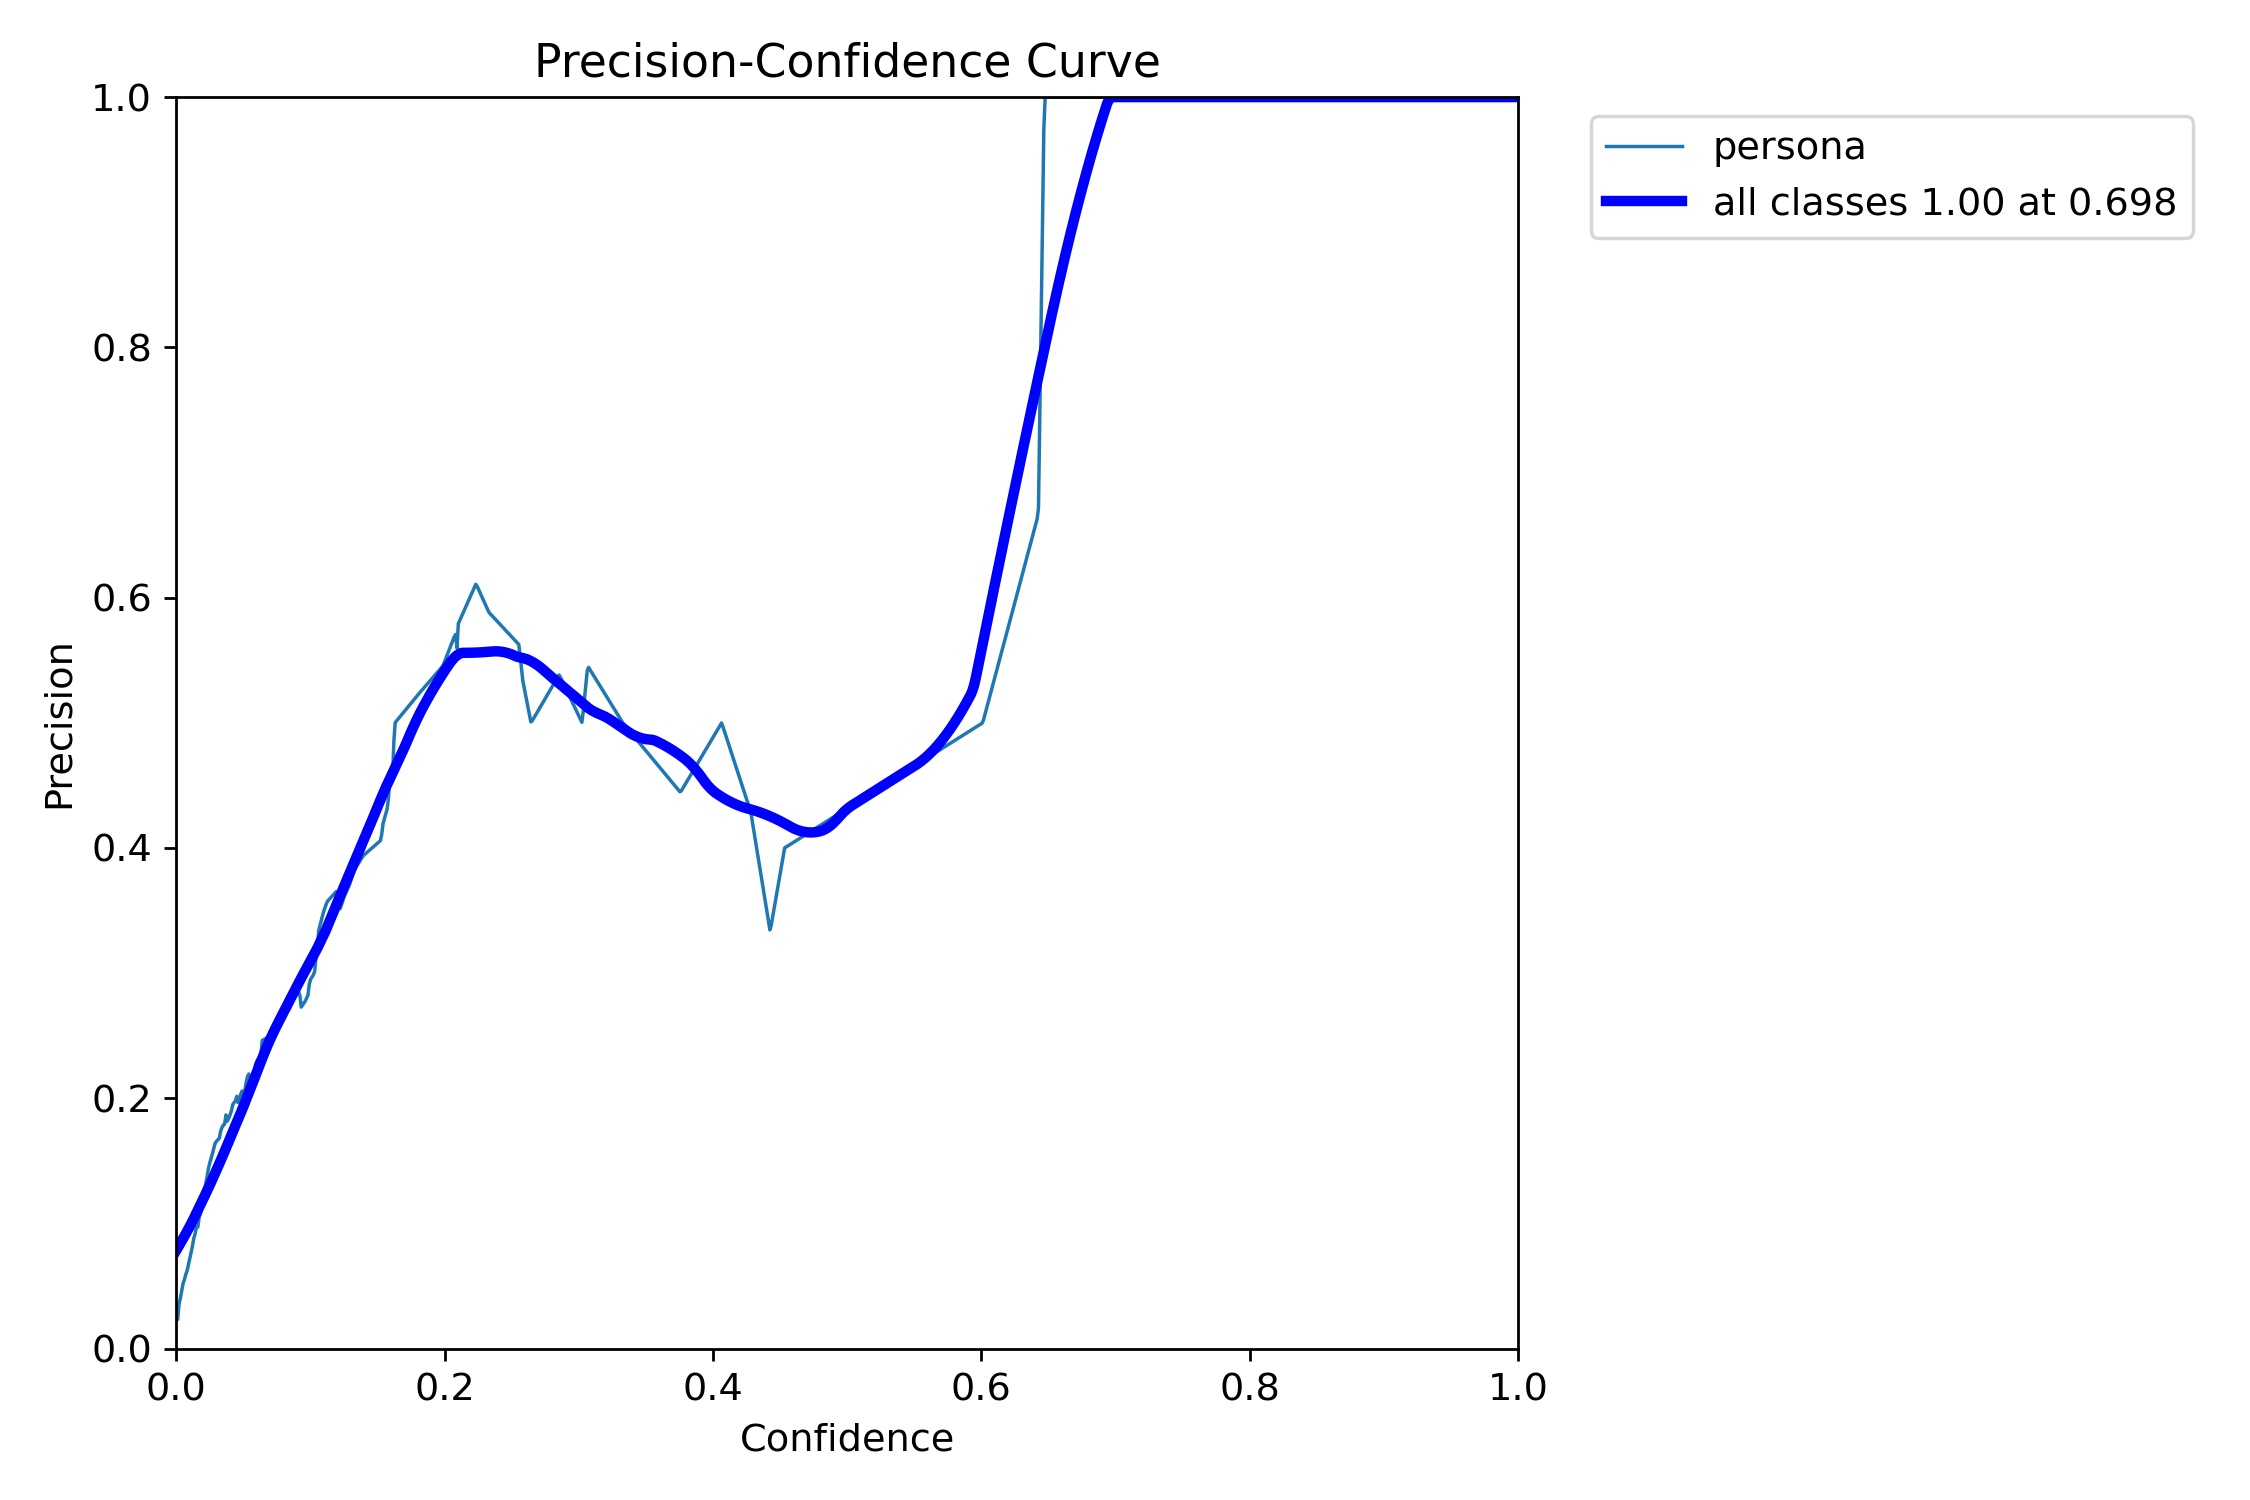 Precision-Confidence Curve
1.0
0.8
0.6
0.4
0.2
0.0
Precision
0.0 0.2 0.4 0.6 0.8 1.0
Confidence
persona
all classes 1.00 at 0.698